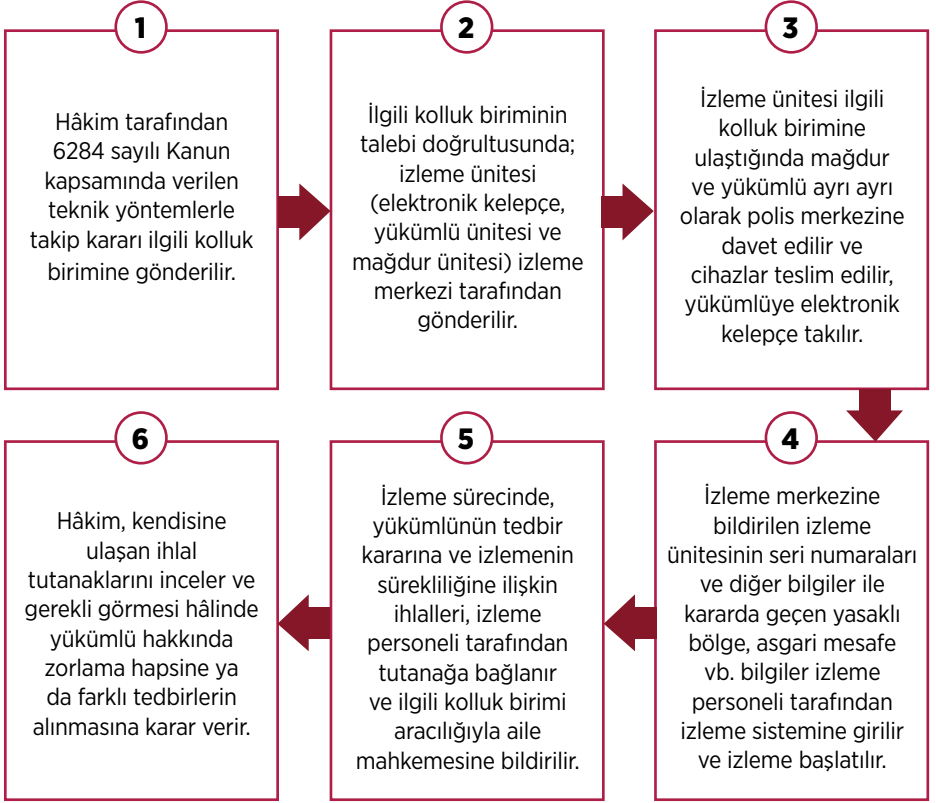 1
Hâkim tarafından
6284 sayılı Kanun
kapsamında verilen
teknik yöntemlerle
takip kararı ilgili kolluk
birimine gönderilir.
2
İlgili kolluk biriminin
talebi doğrultusunda;
izleme ünitesi
(elektronik kelepçe,
yükümlü ünitesi ve
mağdur ünitesi) izleme
merkezi tarafından
gönderilir.
3
İzleme ünitesi ilgili
kolluk birimine
ulaştığında mağdur
ve yükümlü ayrı ayrı
olarak polis merkezine
davet edilir ve
cihazlar teslim edilir,
yükümlüye elektronik
kelepçe takılır.
4
İzleme merkezine
bildirilen izleme
ünitesinin seri numaraları
ve diğer bilgiler ile
kararda geçen yasaklı
bölge, asgari mesafe
vb. bilgiler izleme
personeli tarafından
izleme sistemine girilir
ve izleme başlatılır.
5
İzleme sürecinde,
yükümlünün tedbir
kararına ve izlemenin
sürekliliğine ilişkin
ihlalleri, izleme
personeli tarafından
tutanağa bağlanır
ve ilgili kolluk birimi
aracılığıyla aile
mahkemesine bildirilir.
6
Hâkim, kendisine
ulaşan ihlal
tutanaklarını inceler ve
gerekli görmesi hâlinde
yükümlü hakkında
zorlama hapsine ya
da farklı tedbirlerin
alınmasına karar verir.